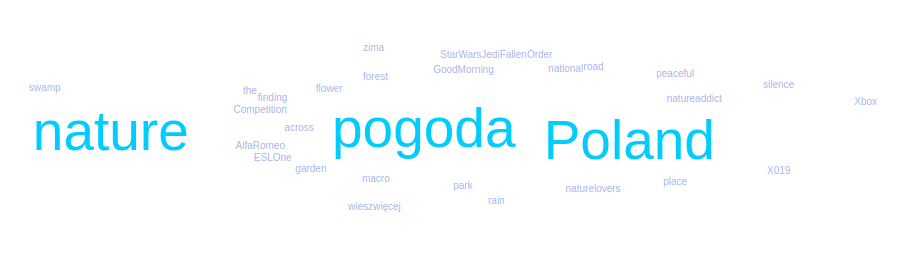 zima
StarWarsJediFallenOrder
GoodMorning
national
road
forest
peaceful
swamp
the
flower
silence
finding
natureaddict
Xbox
Competition
across
nature
pogoda
Poland
AlfaRomeo
ESLOne
garden
X019
macro
park
place
naturelovers
rain
wieszwięcej